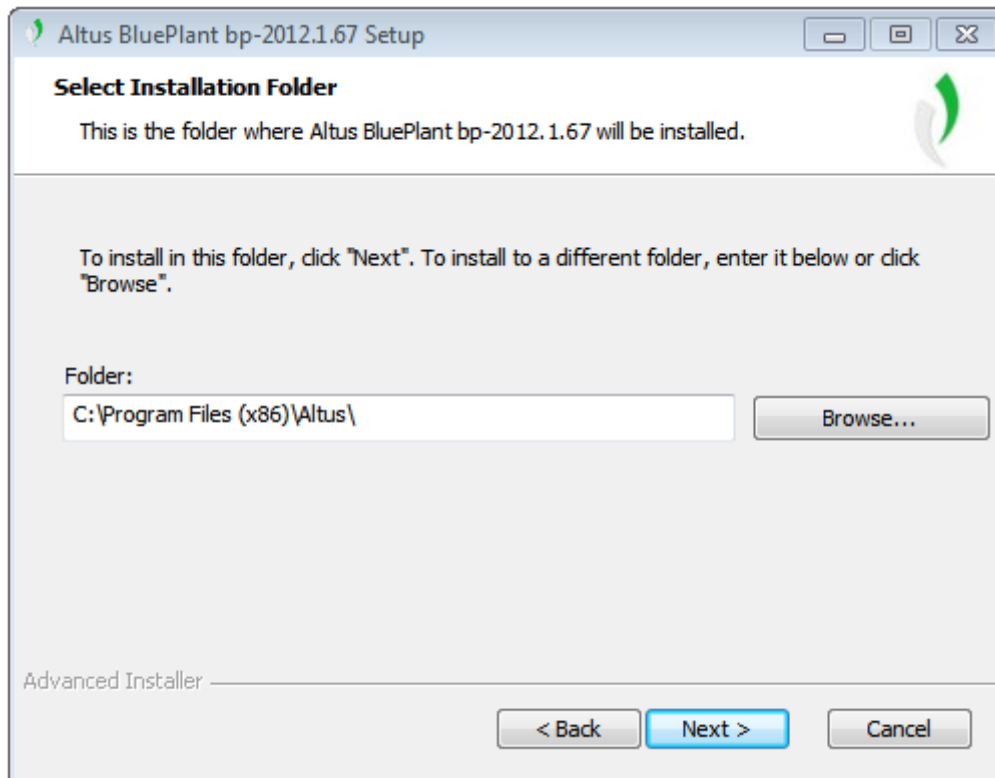 Altus BluePlant bp-2012.1.67 Setup
Select Installation Folder
This is the folder where Altus BluePlant bp-2012.1.67 will be installed.
To install in this folder, click "Next". To install to a different folder, enter it below or click
"Browse".
Folder:
C:\Program Files (x86)\Altus\
Browse...
Advanced Installer
< Back
Next >
Cancel